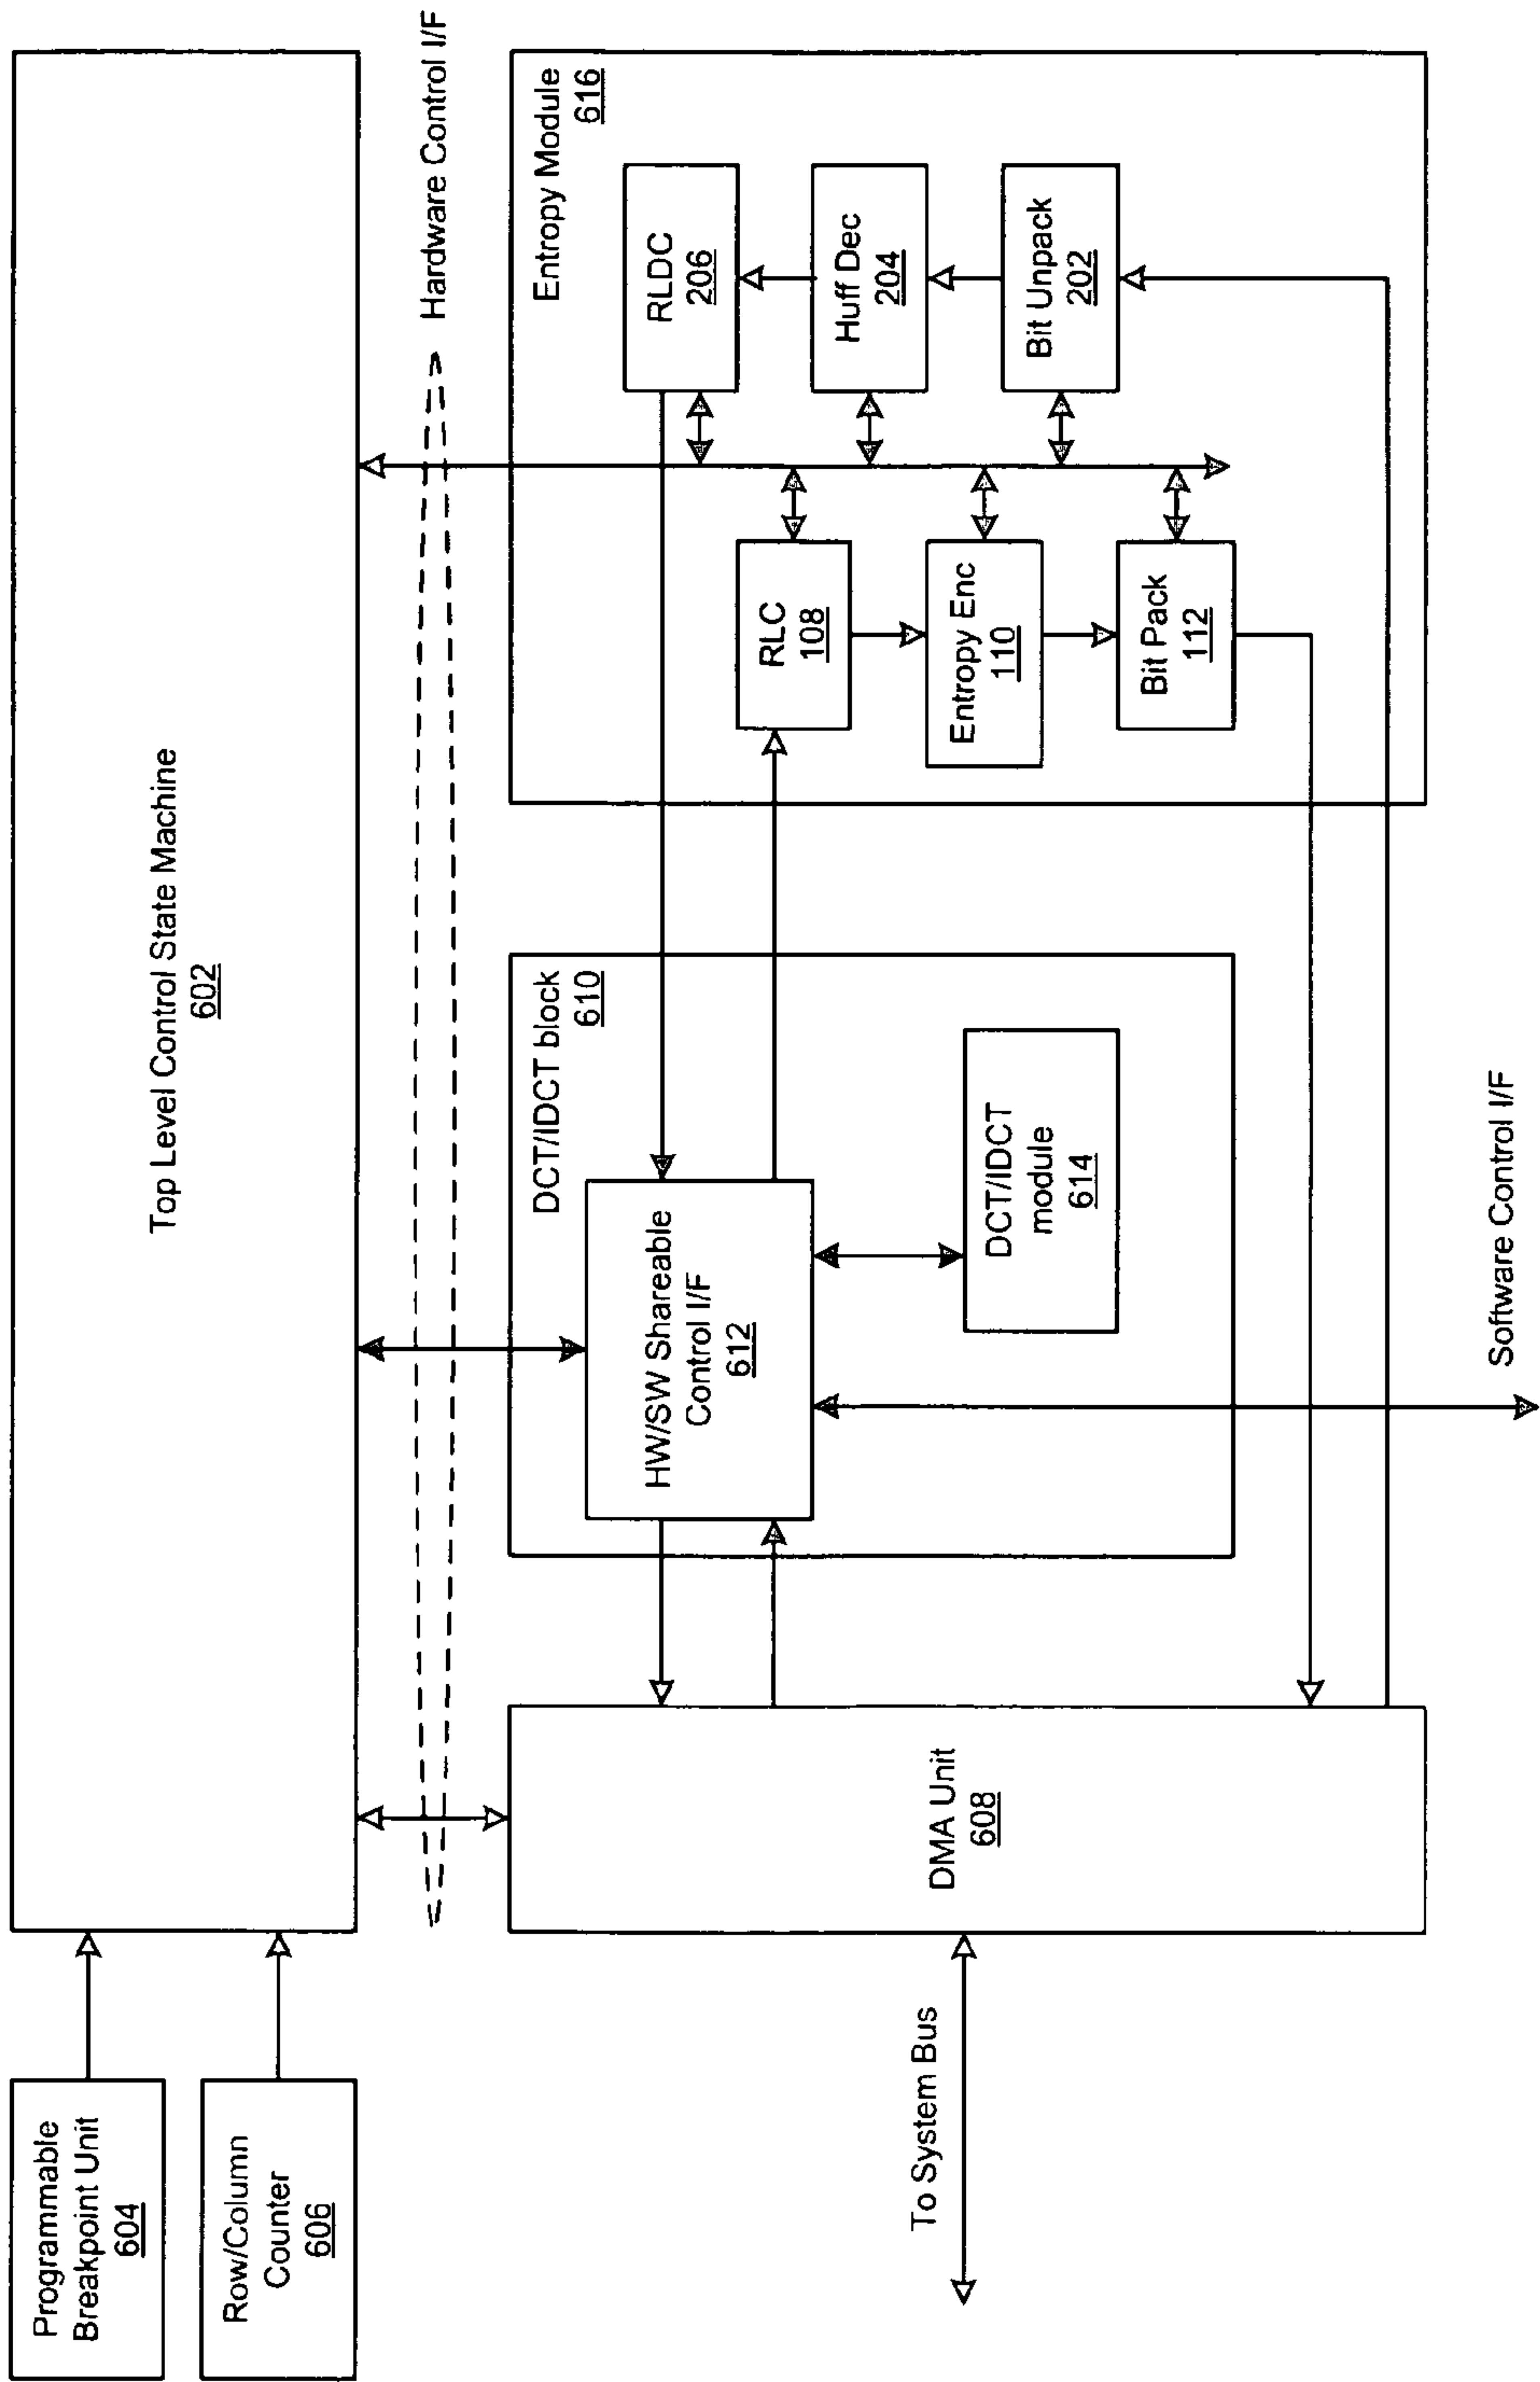 Programmable
Breakpoint Unit
604
Row/Column
Counter
606
Top Level Control State Machine
602
Hardware Control I/F
To System Bus
DMA Unit
608
DCT/IDCT block
610
HW/SW Shareable
Control I/F
612
DCT/IDCT
module
614
Software Control I/F
Entropy Module
616
RLC
108
Entropy Enc
110
Bit Pack
112
RLDC
206
Huff Dec
204
Bit Unpack
202